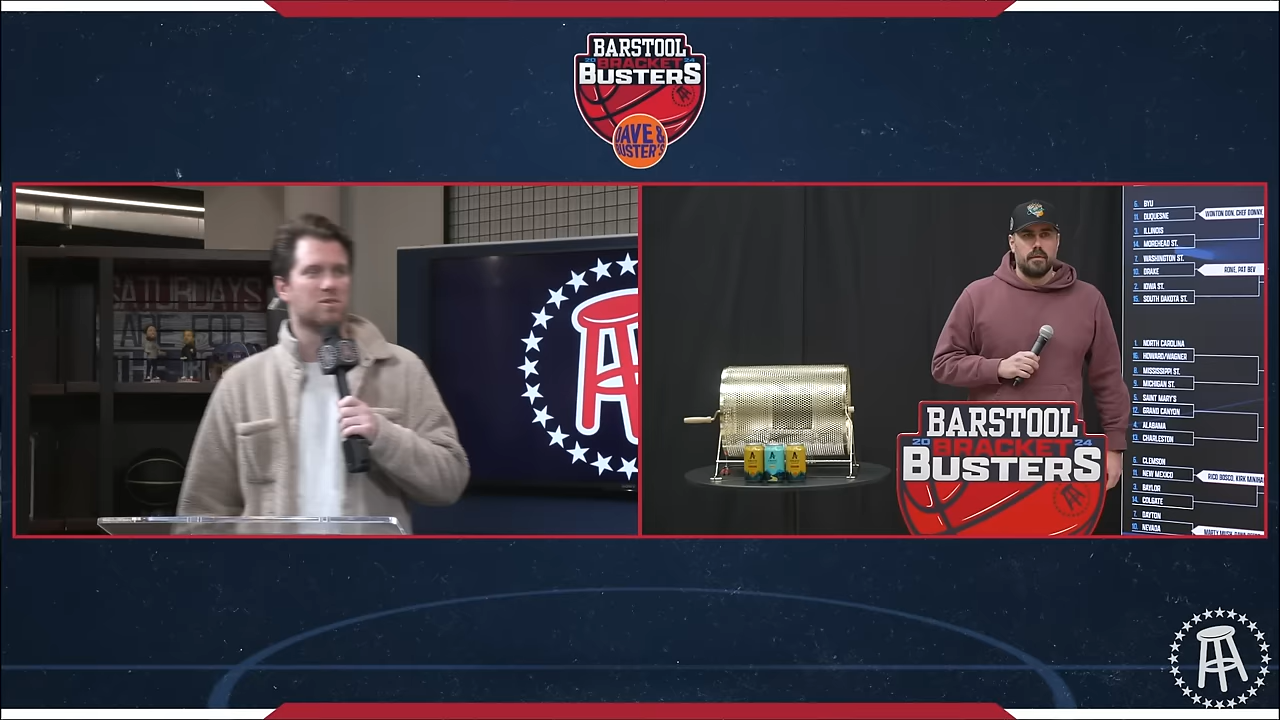 BARSTOOL
20 BRACKET 24
BUSTERS
DAVE &
BUSTER'S
SATURDAYS
ARE FOR
THE
BARSTOOL
20 BRACKET 24
BUSTERS
6. BYU
11. DUQUESNE
WONTON DON, CHEF DONNY
3. ILLINOIS
14. MOREHEAD ST.
7. WASHINGTON ST.
10. DRAKE
RONE, PAT BEV
2. IOWA ST.
15. SOUTH DAKOTA ST.
1. NORTH CAROLINA
16. HOWARD/WAGNER
8. MISSISSIPPI ST.
9. MICHIGAN ST.
5. SAINT MARY'S
12. GRAND CANYON
4. ALABAMA
13. CHARLESTON
6. CLEMSON
11. NEW MEXICO
RICO BOSCO, KIRK MINIHA
3. BAYLOR
14. COLGATE
7. DAYTON
10. NEVADA